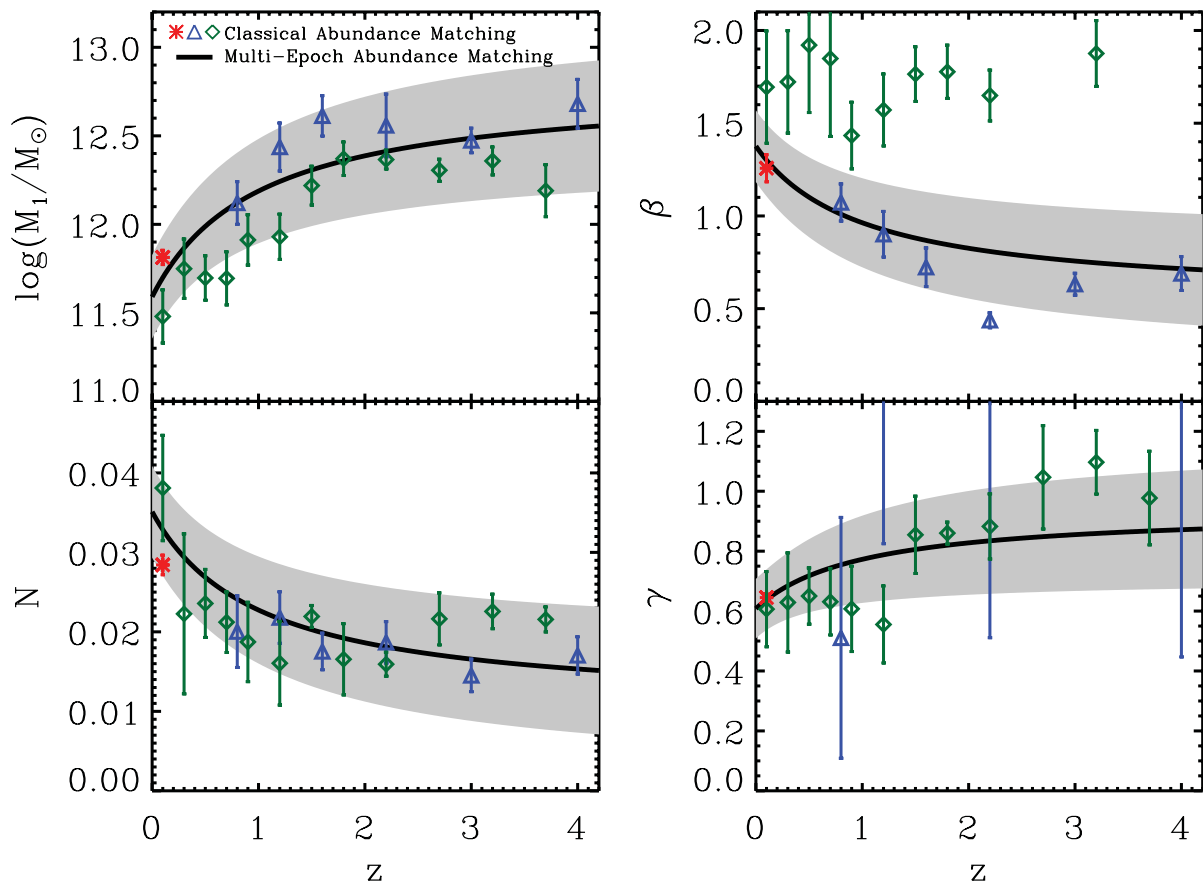 Classical Abundance Matching
Multi-Epoch Abundance Matching
log(M₁/M☉)
13.0
12.5
12.0
11.5
11.0
β
2.0
1.5
1.0
0.5
0.0
N
0.04
0.03
0.02
0.01
0.00
0 1 2 3 4
z
γ
1.2
1.0
0.8
0.6
0.4
0.2
0.0
0 1 2 3 4
z